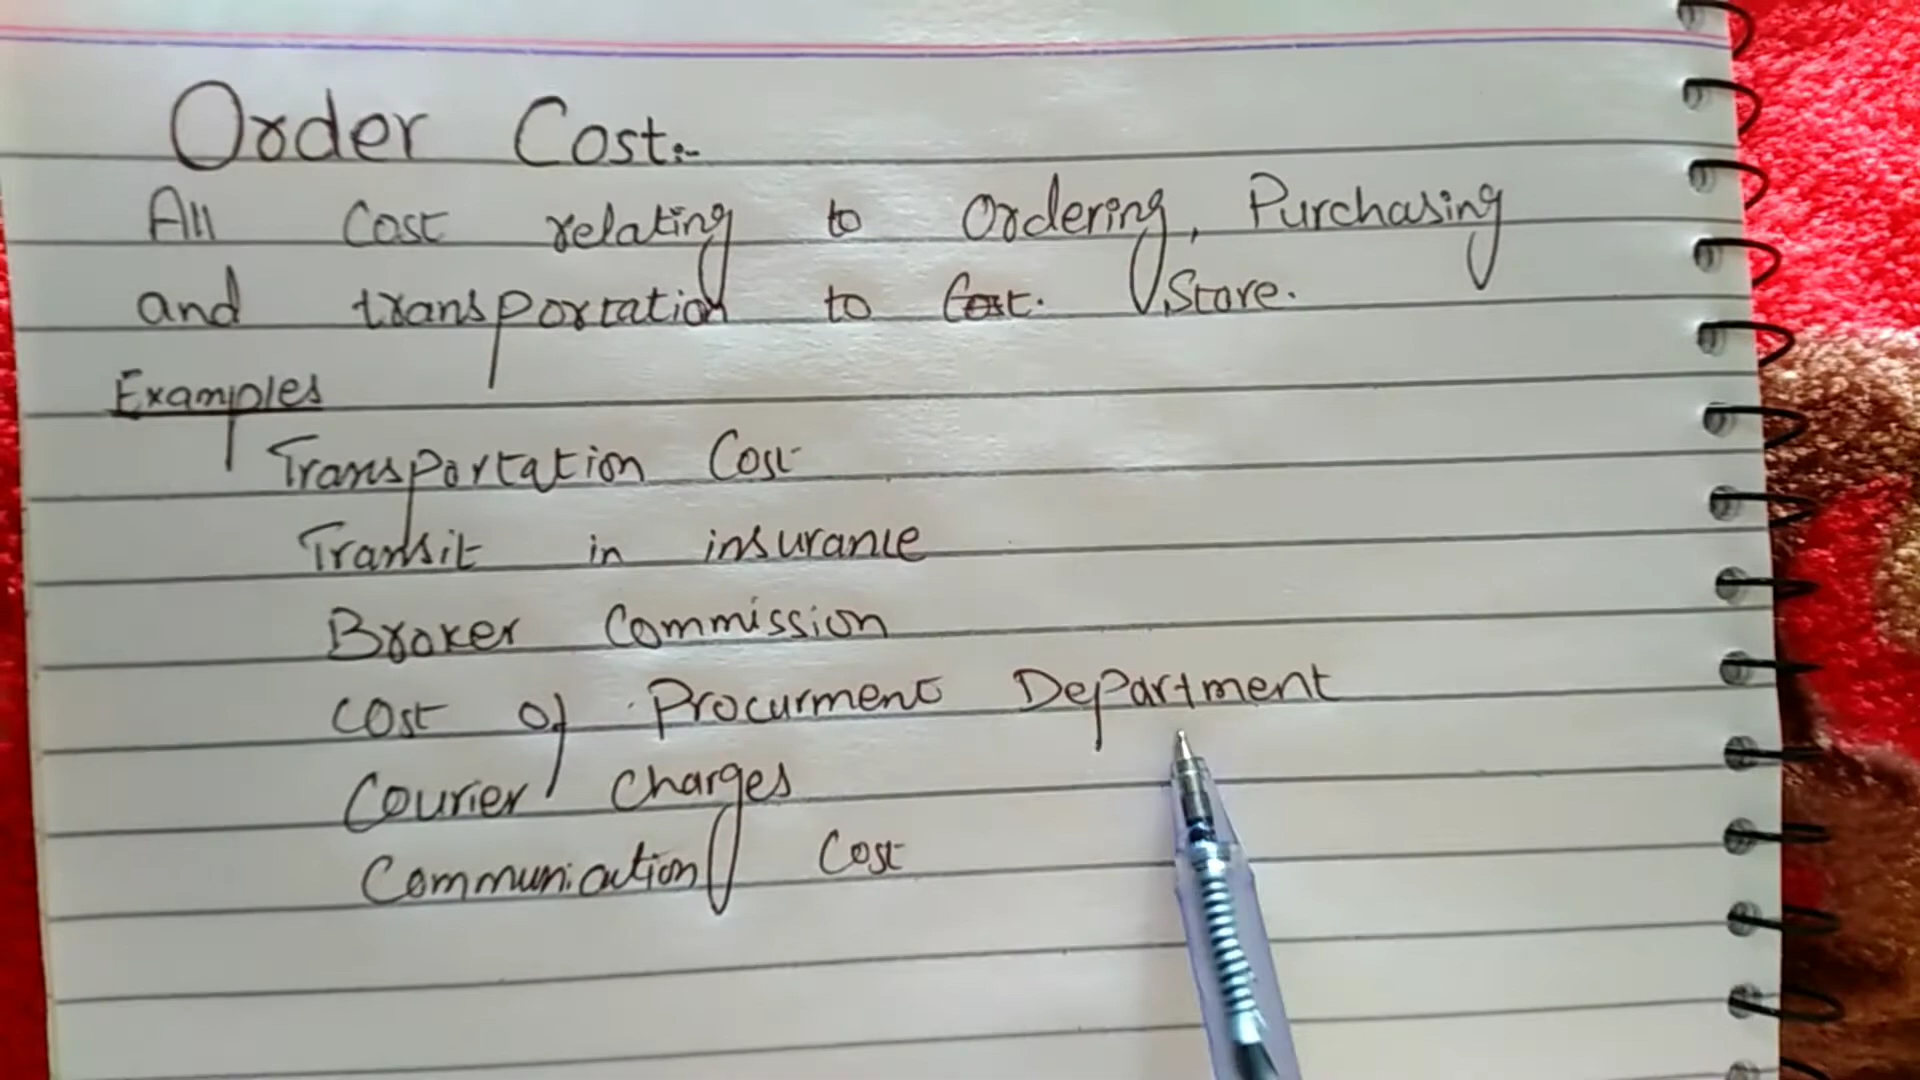 Order Cost:-
All Cost relating to Ordering, Purchasing
and transportation to Cost. Store.
Examples
Transportation Cost
Transit in insurance
Broker Commission
Cost of Procurment Department
Courier Charges
Communication Cost